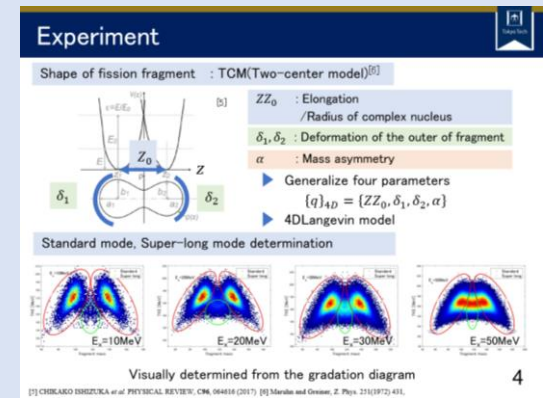 Experiment
Tokyo Tech
Shape of fission fragment : TCM(Two-center model)[6]
[5]
Z₀
Z
δ₁
δ₂
ZZ₀ : Elongation
/Radius of complex nucleus
δ₁, δ₂ : Deformation of the outer of fragment
α : Mass asymmetry
Generalize four parameters
{q}₄D = {ZZ₀, δ₁, δ₂, α}
4DLangevin model
Standard mode, Super-long mode determination
Eₓ=10MeV
Eₓ=20MeV
Eₓ=30MeV
Eₓ=50MeV
Visually determined from the gradation diagram
4
[7] CHIKAKO ISHIZUKA et al PHYSICAL REVIEW, C96, 064616 (2017) [6] Maruhn and Greiner, Z. Phys. 251(1972) 431,